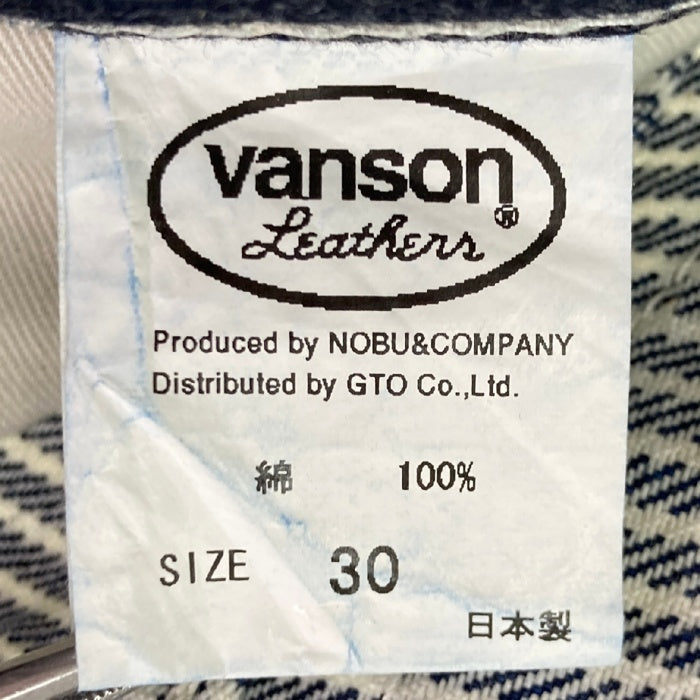 vanson
Leathers®
Produced by NOBU&COMPANY
Distributed by GTO Co.,Ltd.
綿 100%
SIZE 30
日本製